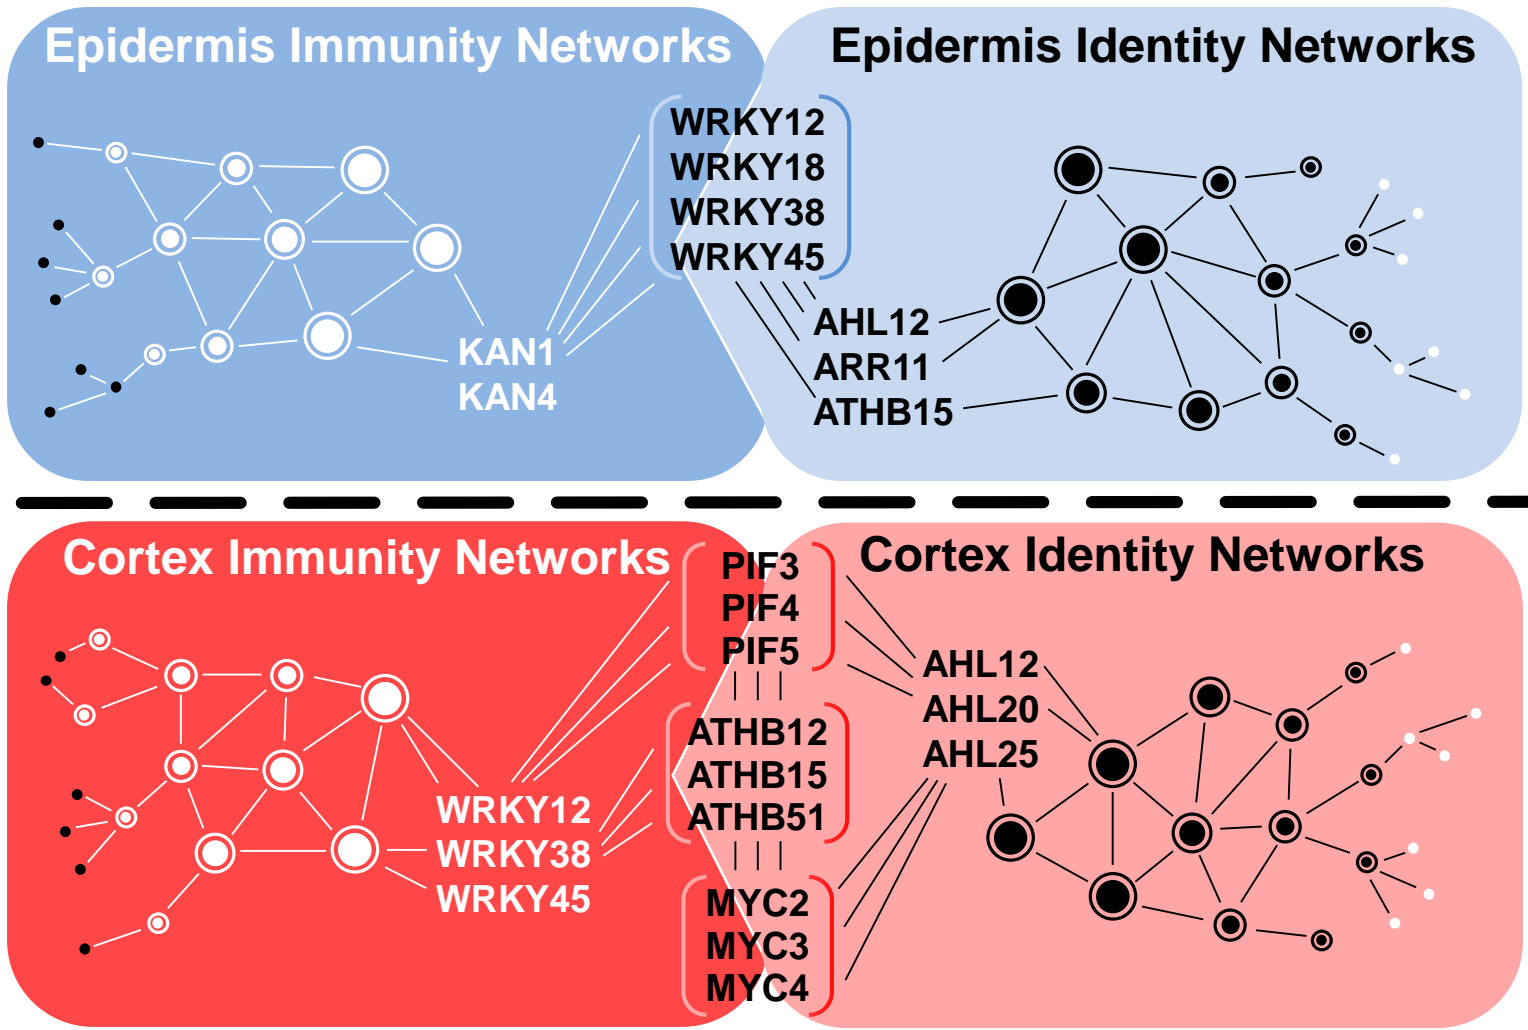 Epidermis Immunity Networks
Epidermis Identity Networks
WRKY12
WRKY18
WRKY38
WRKY45
KAN1
KAN4
AHL12
ARR11
ATHB15
Cortex Immunity Networks
Cortex Identity Networks
PIF3
PIF4
PIF5
ATHB12
ATHB15
ATHB51
MYC2
MYC3
MYC4
WRKY12
WRKY38
WRKY45
AHL12
AHL20
AHL25